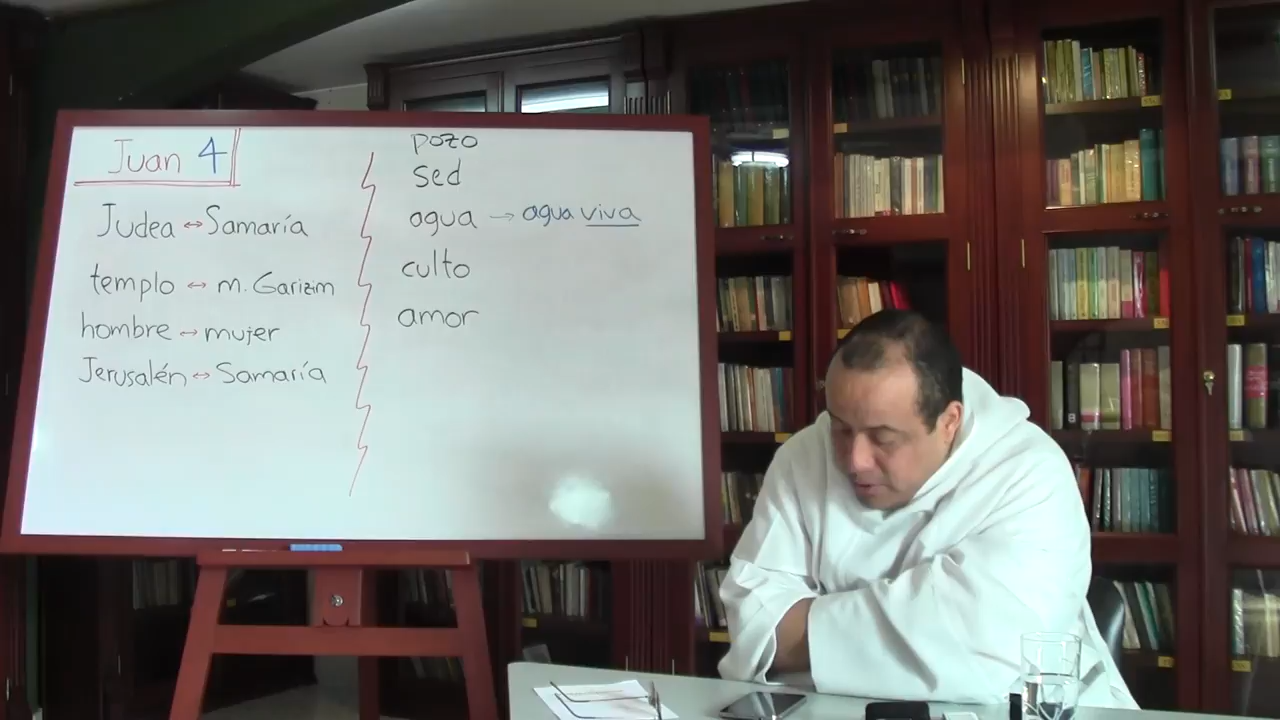 Juan 4
Judea ↔ Samaría
templo ↔ m. Garizim
hombre ↔ mujer
Jerusalén ↔ Samaría
pozo
sed
agua → agua viva
culto
amor